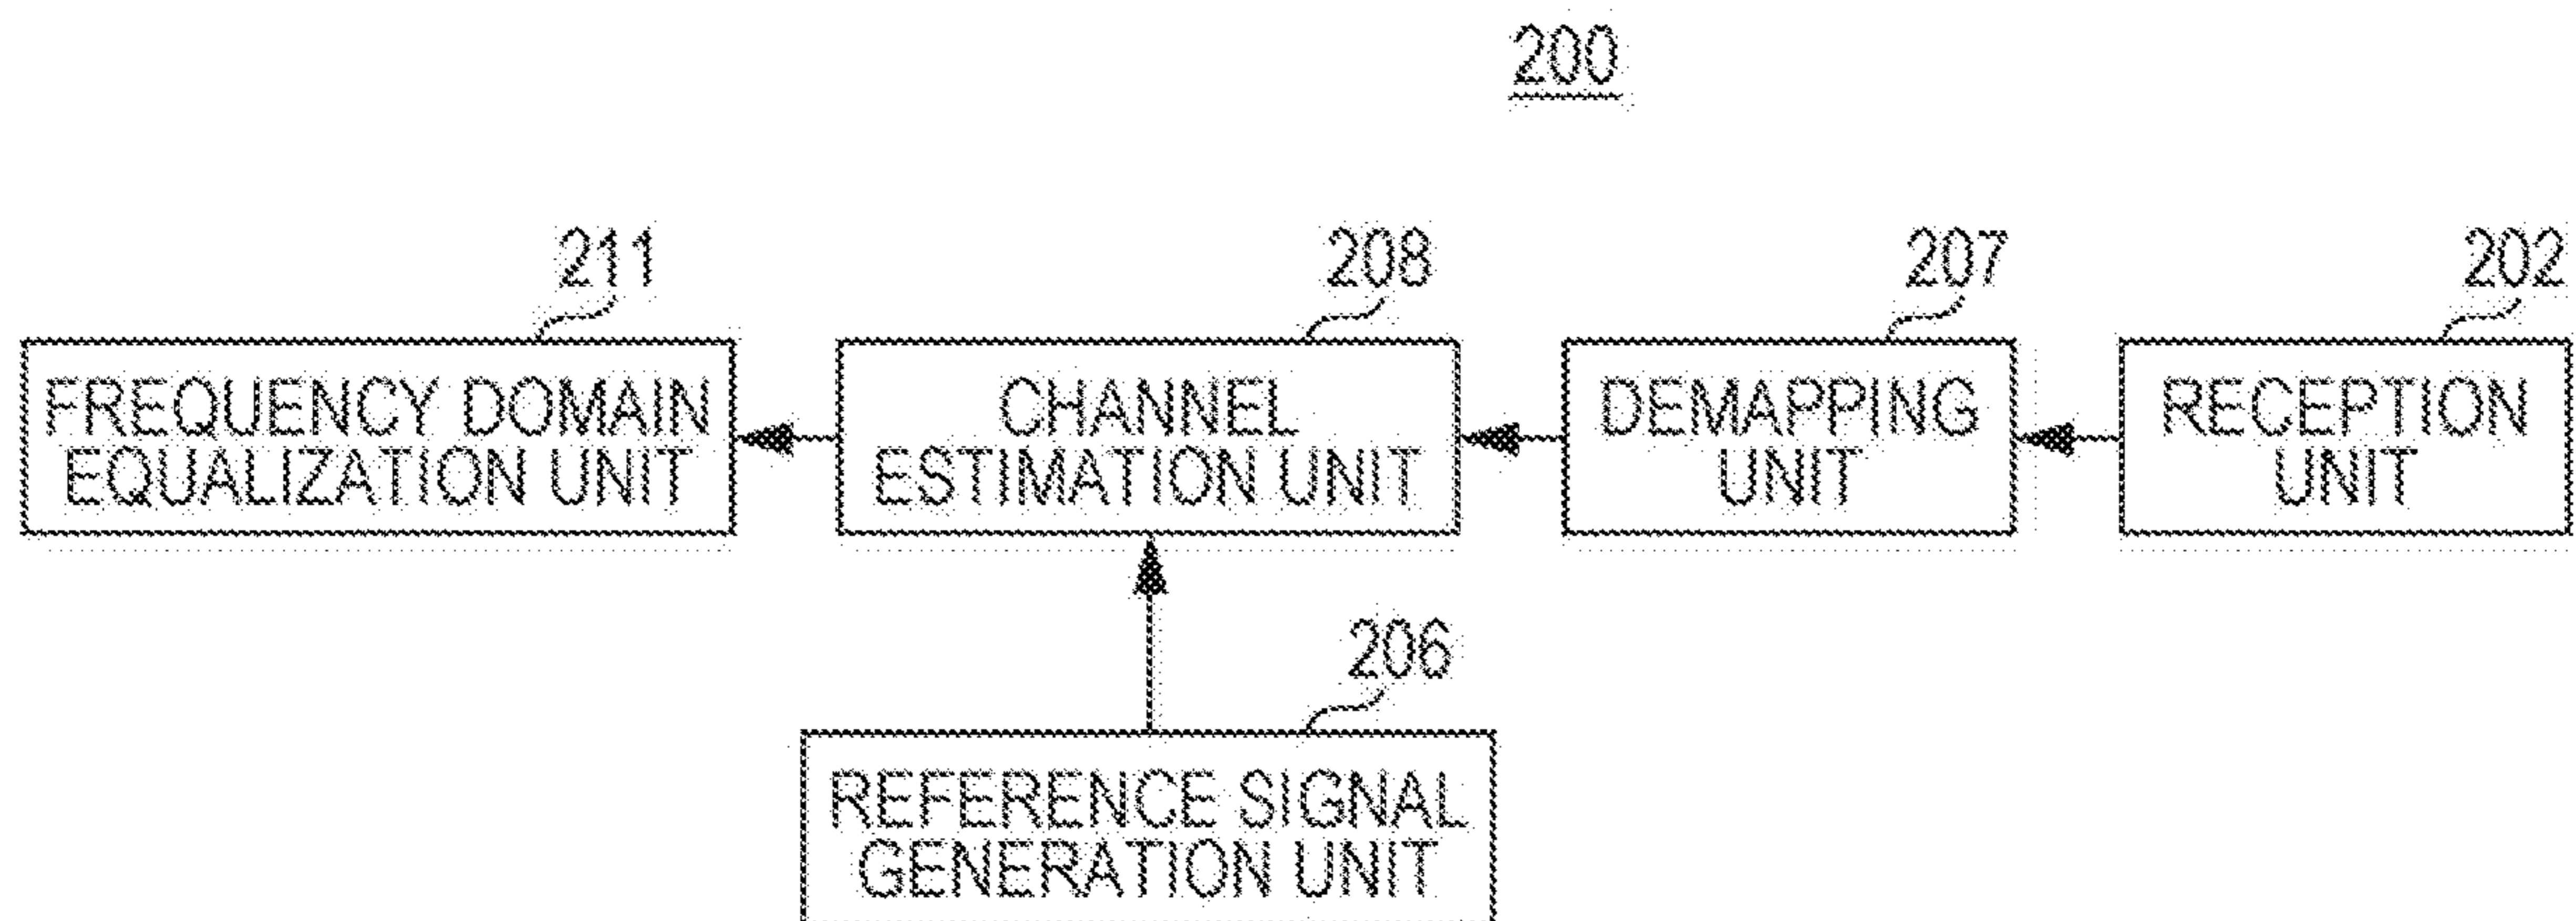 200
211
208
207
202
FREQUENCY DOMAIN
EQUALIZATION UNIT
CHANNEL
ESTIMATION UNIT
DEMAPPING
UNIT
RECEPTION
UNIT
206
REFERENCE SIGNAL
GENERATION UNIT